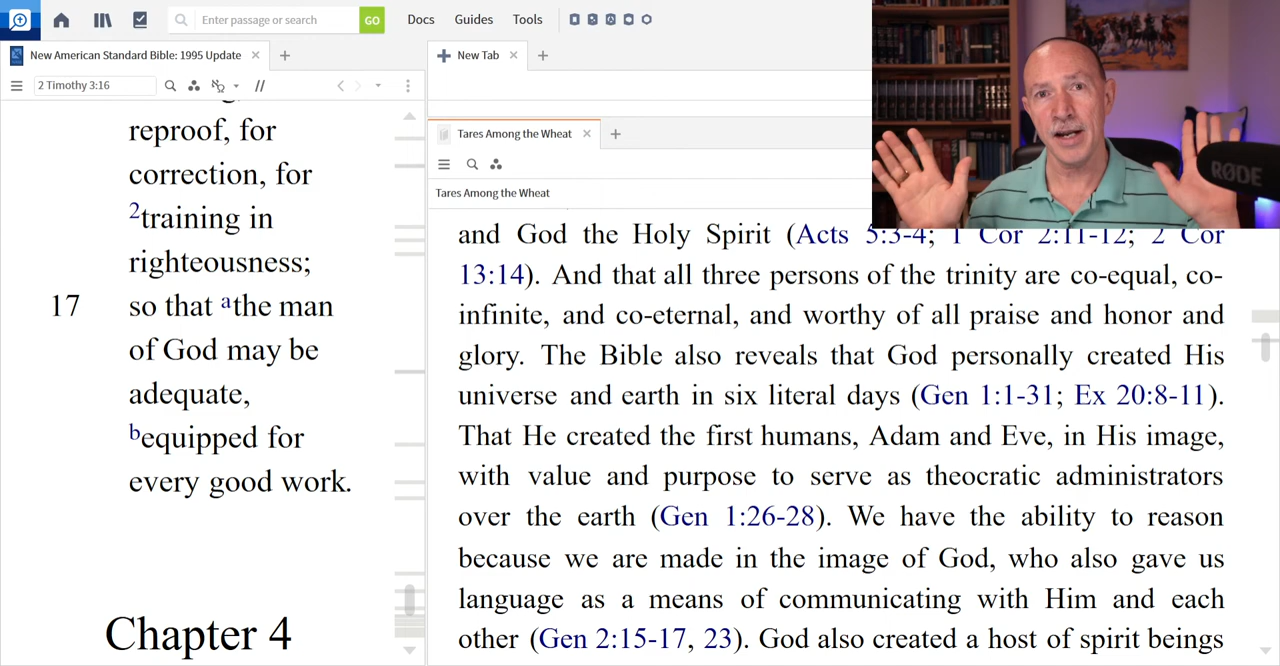 Enter passage or search
GO
Docs
Guides
Tools
New American Standard Bible: 1995 Update
2 Timothy 3:16
reproof, for
correction, for
2training in
righteousness;
17 so that athe man
of God may be
adequate,
bequipped for
every good work.
Chapter 4
New Tab
Tares Among the Wheat
Tares Among the Wheat
and God the Holy Spirit (Acts 5:3-4; 1 Cor 2:11-12; 2 Cor
13:14). And that all three persons of the trinity are co-equal, co-
infinite, and co-eternal, and worthy of all praise and honor and
glory. The Bible also reveals that God personally created His
universe and earth in six literal days (Gen 1:1-31; Ex 20:8-11).
That He created the first humans, Adam and Eve, in His image,
with value and purpose to serve as theocratic administrators
over the earth (Gen 1:26-28). We have the ability to reason
because we are made in the image of God, who also gave us
language as a means of communicating with Him and each
other (Gen 2:15-17, 23). God also created a host of spirit beings
RØDE